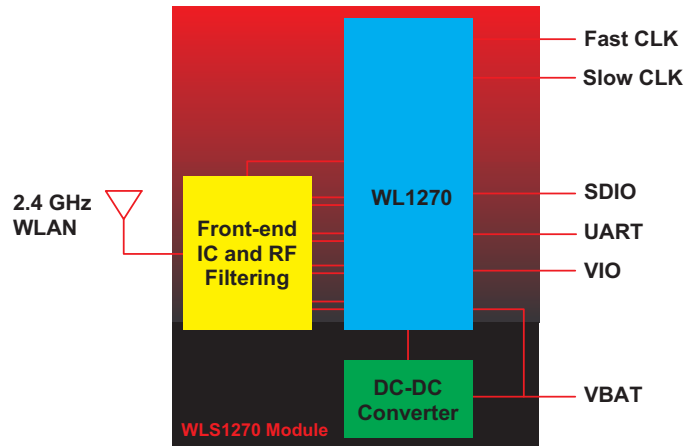 Fast CLK
Slow CLK
2.4 GHz
WLAN
Front-end
IC and RF
Filtering
WL1270
SDIO
UART
VIO
DC-DC
Converter
VBAT
WLS1270 Module